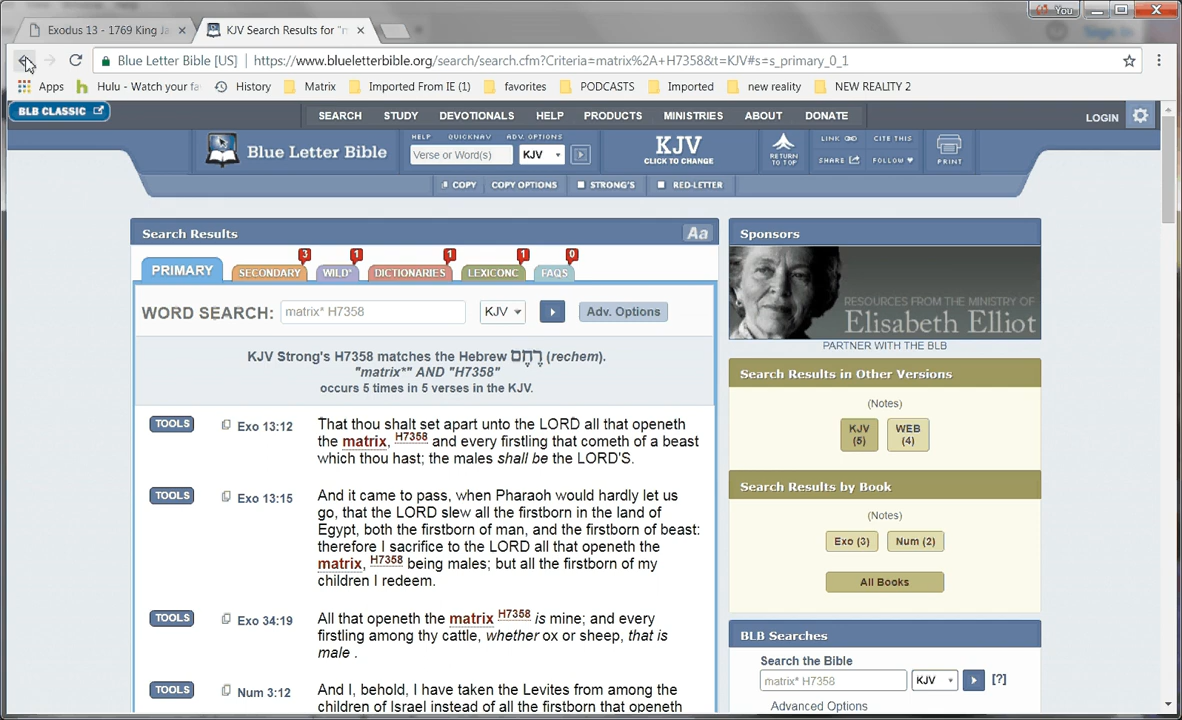 You
Exodus 13 - 1769 King Ja
KJV Search Results for "m
Sign in
Blue Letter Bible [US]
https://www.blueletterbible.org/search/search.cfm?Criteria=matrix%2A+H7358&t=KJV#s=s_primary_0_1
Apps
Hulu - Watch your fa
History
Matrix
Imported From IE (1)
favorites
PODCASTS
Imported
new reality
NEW REALITY 2
BLB CLASSIC
SEARCH STUDY DEVOTIONALS HELP PRODUCTS MINISTRIES ABOUT DONATE
LOGIN
Blue Letter Bible
HELP QUICKNAV ADV. OPTIONS
Verse or Word(s)
KJV
KJV
CLICK TO CHANGE
RETURN
TO TOP
LINK CITE THIS
SHARE FOLLOW
PRINT
COPY COPY OPTIONS STRONG'S RED-LETTER
Search Results
Aa
PRIMARY
SECONDARY 3
WILD* 1
DICTIONARIES 1
LEXICONC 1
FAQS 0
WORD SEARCH: matrix* H7358 KJV Adv. Options
KJV Strong's H7358 matches the Hebrew רֶחֶם (rechem).
"matrix*" AND "H7358"
occurs 5 times in 5 verses in the KJV.
TOOLS Exo 13:12
That thou shalt set apart unto the LORD all that openeth
the matrix, H7358 and every firstling that cometh of a beast
which thou hast; the males shall be the LORD'S.
TOOLS Exo 13:15
And it came to pass, when Pharaoh would hardly let us
go, that the LORD slew all the firstborn in the land of
Egypt, both the firstborn of man, and the firstborn of beast:
therefore I sacrifice to the LORD all that openeth the
matrix, H7358 being males; but all the firstborn of my
children I redeem.
TOOLS Exo 34:19
All that openeth the matrix H7358 is mine; and every
firstling among thy cattle, whether ox or sheep, that is
male .
TOOLS Num 3:12
And I, behold, I have taken the Levites from among the
children of Israel instead of all the firstborn that openeth
Sponsors
RESOURCES FROM THE MINISTRY OF
Elisabeth Elliot
PARTNER WITH THE BLB
Search Results in Other Versions
(Notes)
KJV
(5)
WEB
(4)
Search Results by Book
(Notes)
Exo (3)
Num (2)
All Books
BLB Searches
Search the Bible
matrix* H7358 KJV [?]
Advanced Options